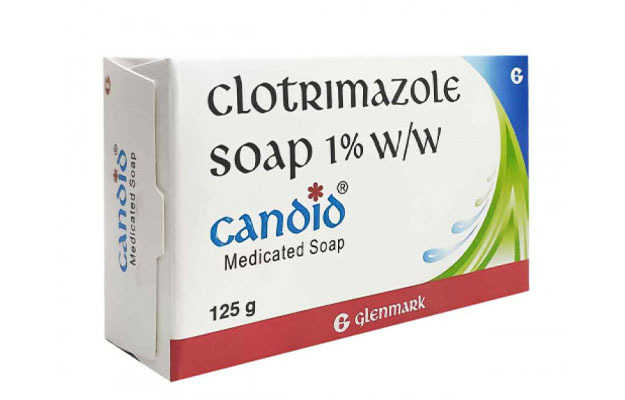 Clotrimazole
Soap 1% w/w
candid®
Medicated Soap
125 g
G Glenmark
G
candid
Medicated Soap
G